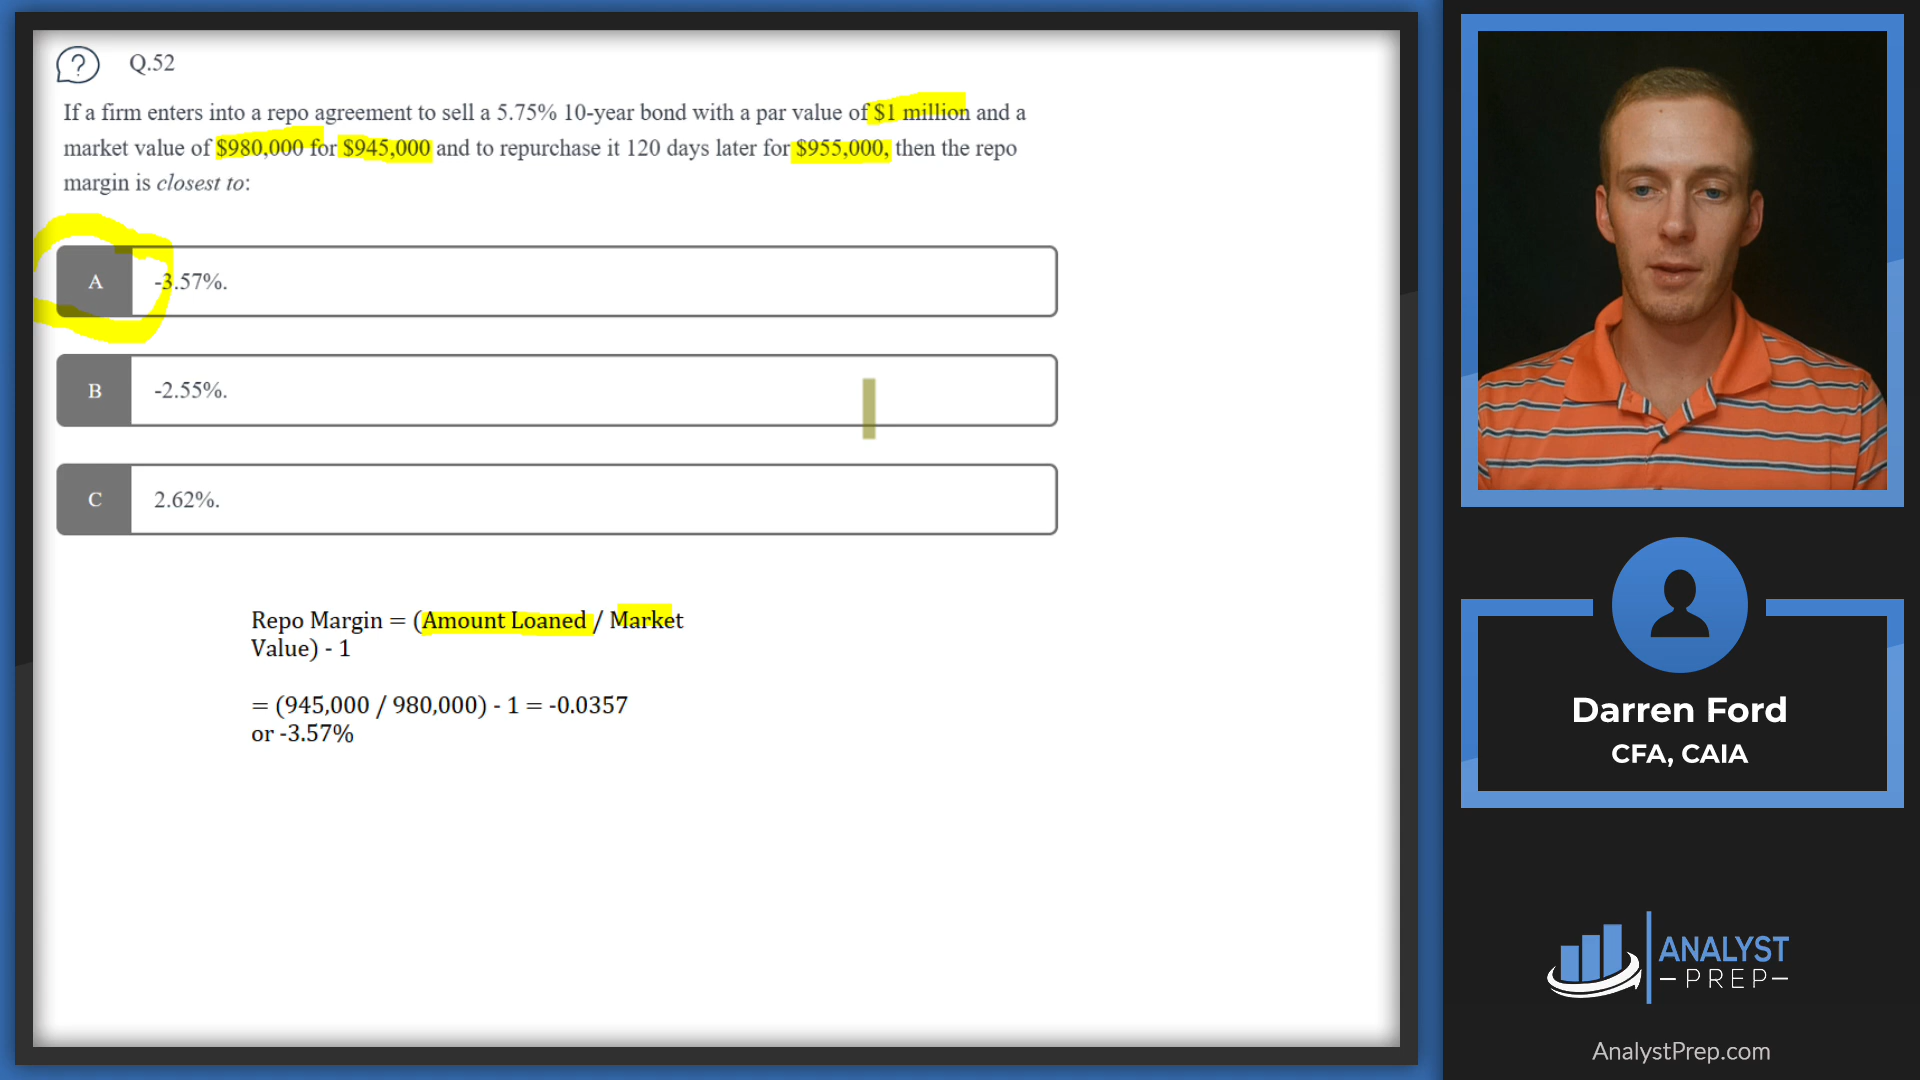 ?
Q.52
If a firm enters into a repo agreement to sell a 5.75% 10-year bond with a par value of $1 million and a
market value of $980,000 for $945,000 and to repurchase it 120 days later for $955,000, then the repo
margin is closest to:
A
-3.57%.
B
-2.55%.
C
2.62%.
Repo Margin = (Amount Loaned / Market
Value) - 1
= (945,000 / 980,000) - 1 = -0.0357
or -3.57%
Darren Ford
CFA, CAIA
ANALYST
PREP
AnalystPrep.com